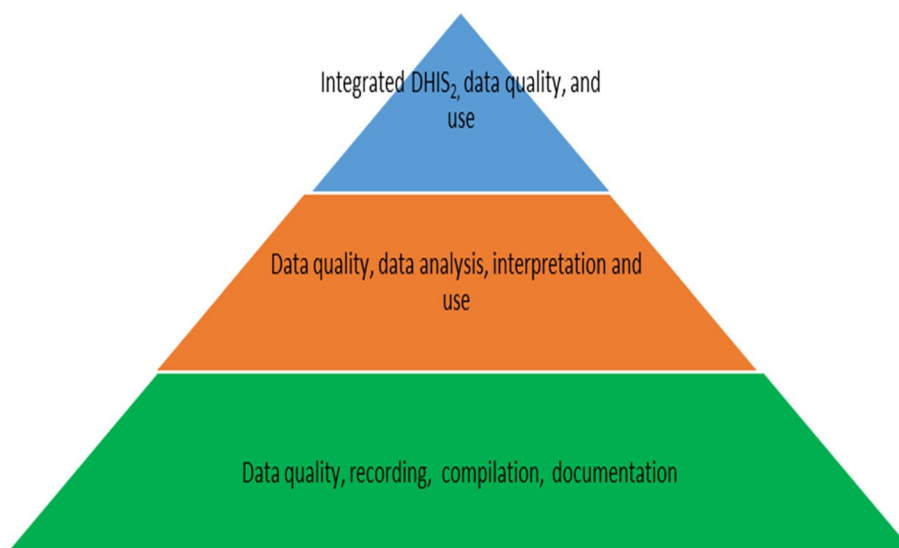 Integrated DHIS₂, data quality, and
use
Data quality, data analysis, interpretation and
use
Data quality, recording, compilation, documentation